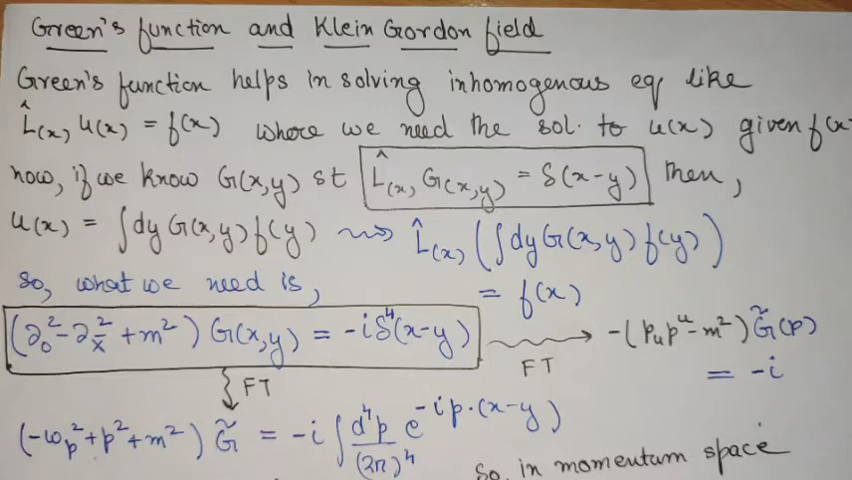 Green's function and Klein Gordon field
Green's function helps in solving inhomogenous eq like
L̂(x) u(x) = f(x) where we need the sol. to u(x) given f(x
now, if we know G(x,y) st L̂(x) G(x,y) = δ(x-y) then,
u(x) = ∫dy G(x,y) f(y) ⇝ L̂(x) (∫dy G(x,y) f(y))
so, what we need is, = f(x)
(∂₀² - ∂ₓ̄² + m²) G(x,y) = -iδ⁴(x-y) → FT -(pᵤpᵘ - m²) G̃(p)
= -i
FT
(-ωₚ² + p² + m²) G̃ = -i ∫ d⁴p/(2π)⁴ e^{-ip·(x-y)}
So, in momentum space